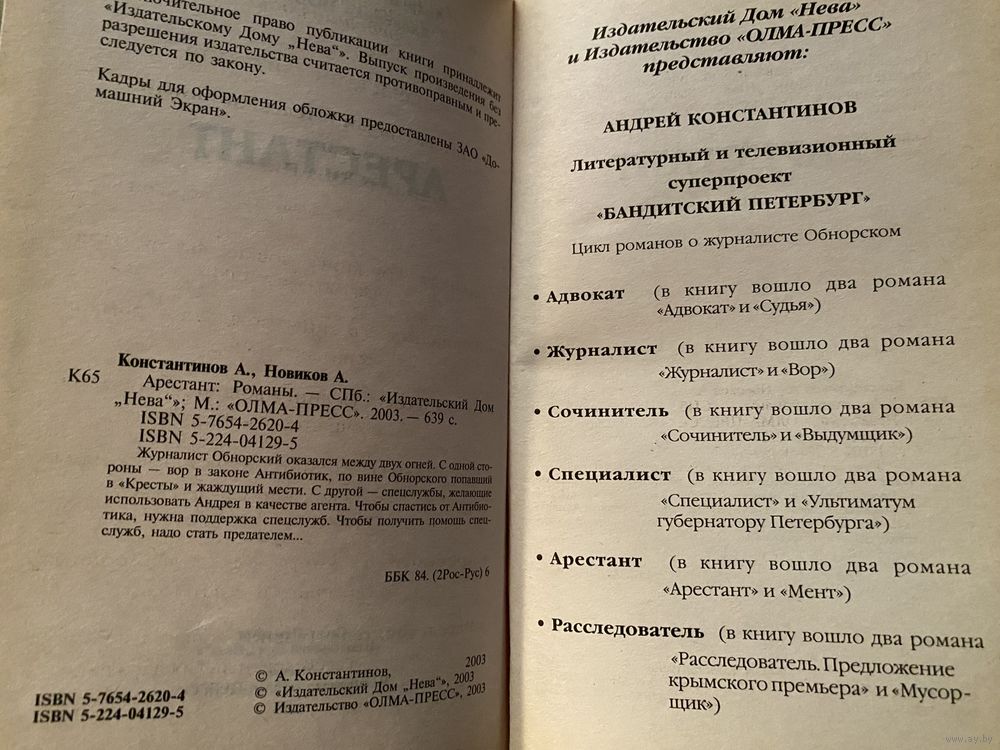 ючительное право публикации книги принадлежит
«Издательскому Дому „Нева“». Выпуск произведения без
разрешения издательства считается противоправным и пре-
следуется по закону.
Кадры для оформления обложки предоставлены ЗАО «До-
машний Экран».
АРЕСТАНТ
Константинов А., Новиков А.
К65
Арестант: Романы. — СПб.: «Издательский Дом
„Нева“»; М.: «ОЛМА-ПРЕСС». 2003. — 639 с.
ISBN 5-7654-2620-4
ISBN 5-224-04129-5
Журналист Обнорский оказался между двух огней. С одной сто-
роны — вор в законе Антибиотик, по вине Обнорского попавший
в «Кресты» и жаждущий мести. С другой — спецслужбы, желающие
использовать Андрея в качестве агента. Чтобы спастись от Антибио-
тика, нужна поддержка спецслужб. Чтобы получить помощь спец-
служб, надо стать предателем...
ББК 84. (2Рос-Рус) 6
ISBN 5-7654-2620-4
ISBN 5-224-04129-5
© А. Константинов, 2003
© «Издательский Дом „Нева“», 2003
© Издательство «ОЛМА-ПРЕСС», 2003
Издательский Дом «Нева»
и Издательство «ОЛМА-ПРЕСС»
представляют:
АНДРЕЙ КОНСТАНТИНОВ
Литературный и телевизионный
суперпроект
«БАНДИТСКИЙ ПЕТЕРБУРГ»
Цикл романов о журналисте Обнорском
• Адвокат (в книгу вошло два романа
«Адвокат» и «Судья»)
• Журналист (в книгу вошло два романа
«Журналист» и «Вор»)
• Сочинитель (в книгу вошло два романа
«Сочинитель» и «Выдумщик»)
• Специалист (в книгу вошло два романа
«Специалист» и «Ультиматум
губернатору Петербурга»)
• Арестант (в книгу вошло два романа
«Арестант» и «Мент»)
• Расследователь (в книгу вошло два романа
«Расследователь. Предложение
крымского премьера» и «Мусор-
щик»)
www.ay.by